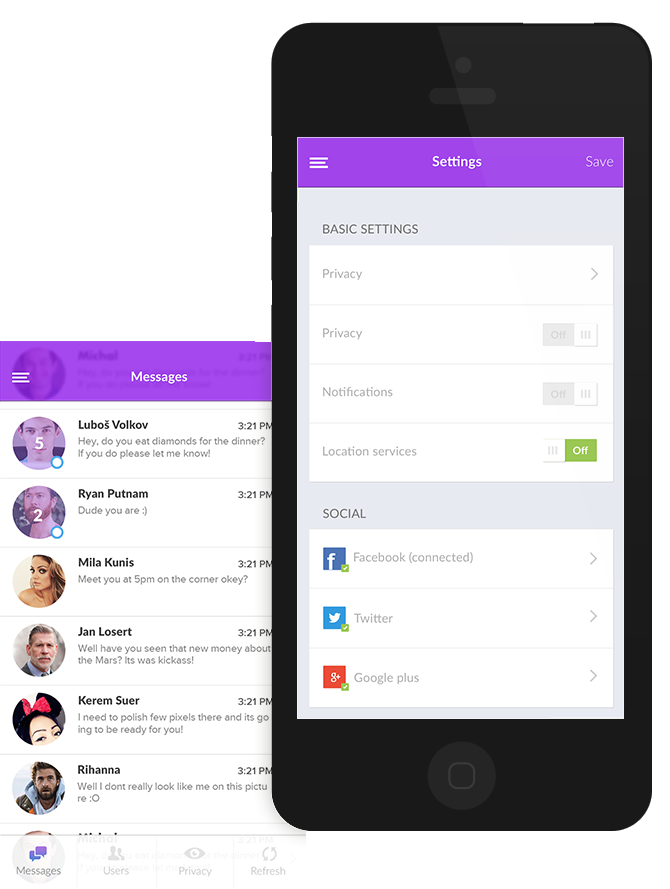 Settings
Save
BASIC SETTINGS
Privacy
Privacy
Off
Notifications
Off
Location services
Off
SOCIAL
Facebook (connected)
Twitter
Google plus
Michal
3:21 PM
Messages
Luboš Volkov
3:21 PM
5
Hey, do you eat diamonds for the dinner?
If you do please let me know!
Ryan Putnam
3:21 PM
2
Dude you are :)
Mila Kunis
3:21 PM
Meet you at 5pm on the corner okey?
Jan Losert
3:21 PM
Well have you seen that new money about
the Mars? Its was kickass!
Kerem Suer
3:21 PM
I need to polish few pixels there and its go
ing to be ready for you!
Rihanna
3:21 PM
Well I dont really look like me on this pictu
re :O
Michal
3:21 PM
Messages
Users
Privacy
Refresh